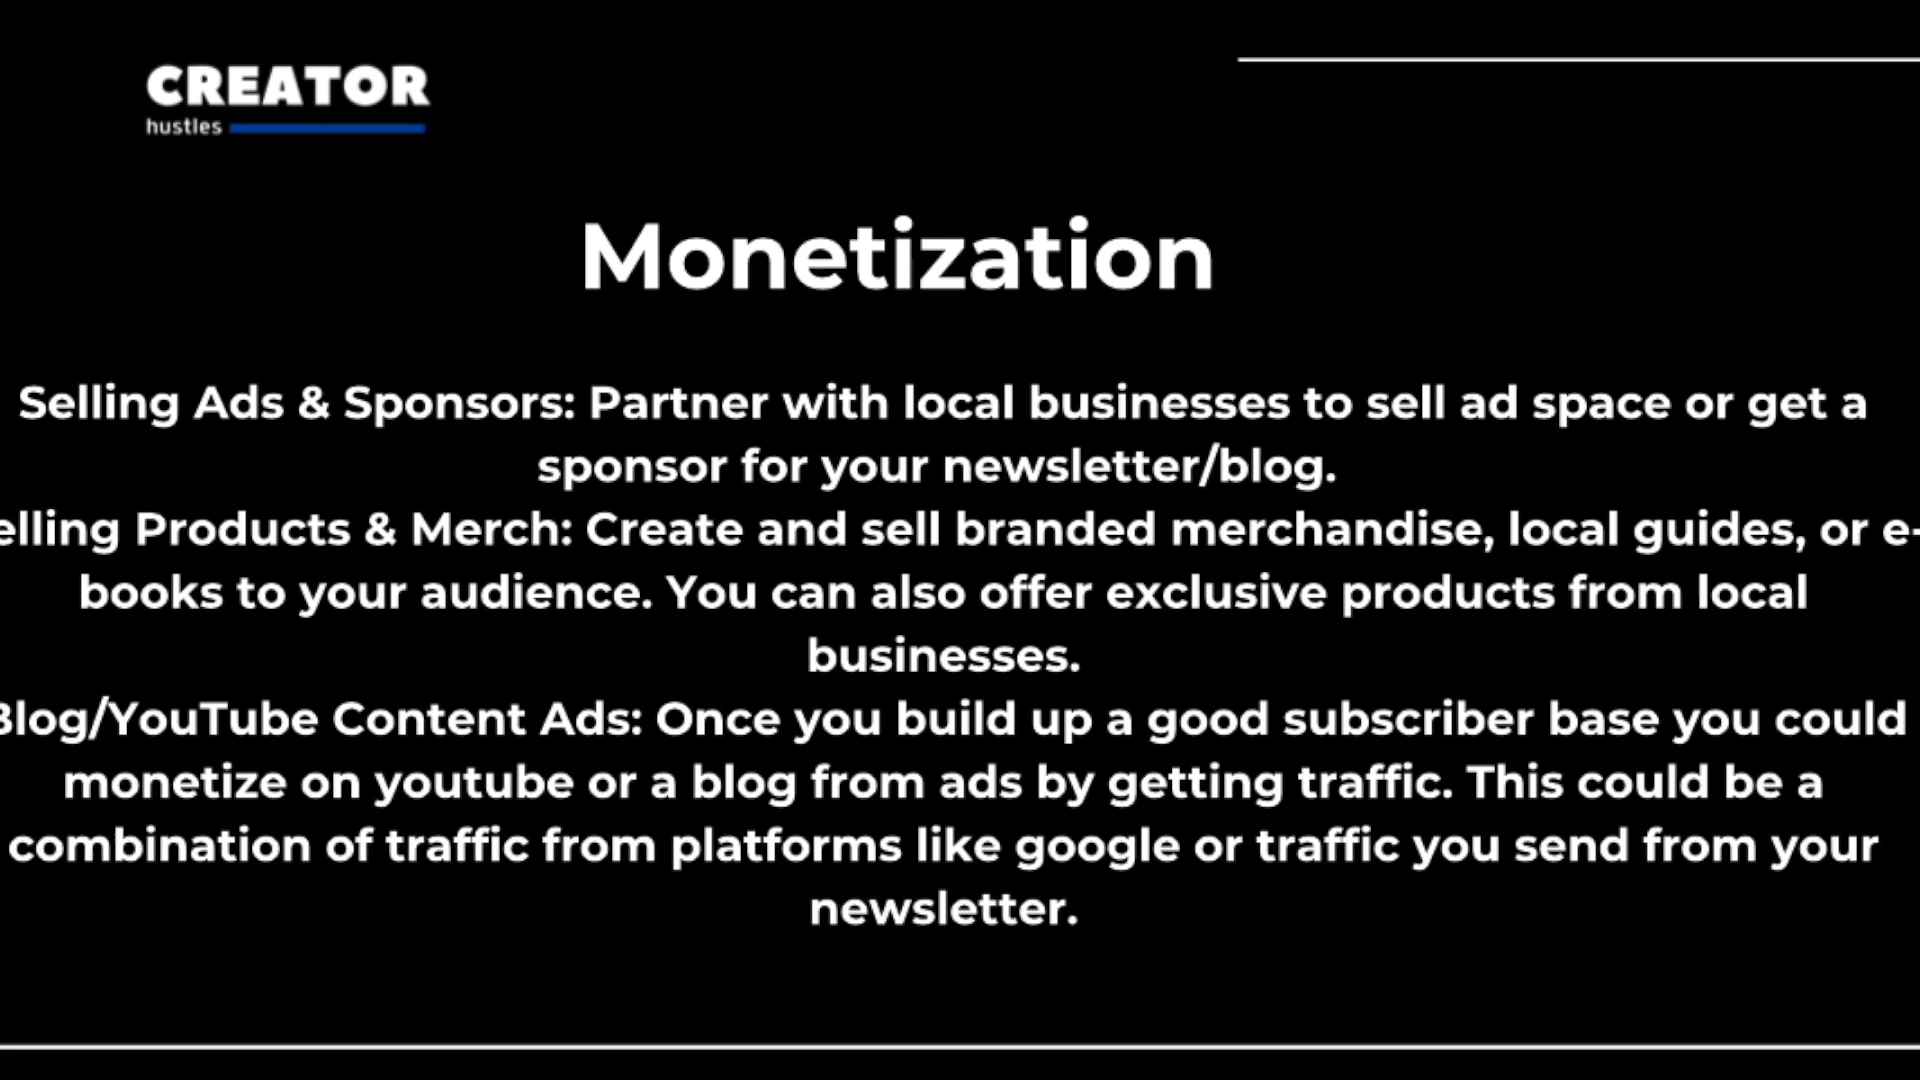 CREATOR
hustles
Monetization
Selling Ads & Sponsors: Partner with local businesses to sell ad space or get a
sponsor for your newsletter/blog.
elling Products & Merch: Create and sell branded merchandise, local guides, or e-
books to your audience. You can also offer exclusive products from local
businesses.
Blog/YouTube Content Ads: Once you build up a good subscriber base you could
monetize on youtube or a blog from ads by getting traffic. This could be a
combination of traffic from platforms like google or traffic you send from your
newsletter.